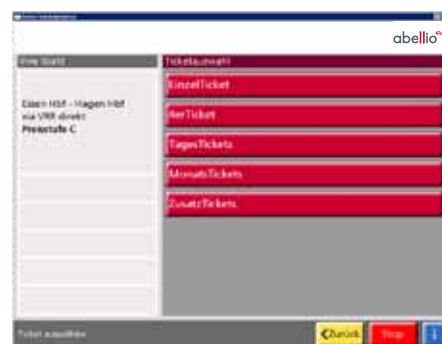 abellio
Ihre Wahl
Ticketauswahl
Essen Hbf - Hagen Hbf
via VRR direkt
Preisstufe C
EinzelTicket
4erTicket
TagesTickets
MonatsTickets
ZusatzTickets
Ticket auswählen
Zurück
Stop
i